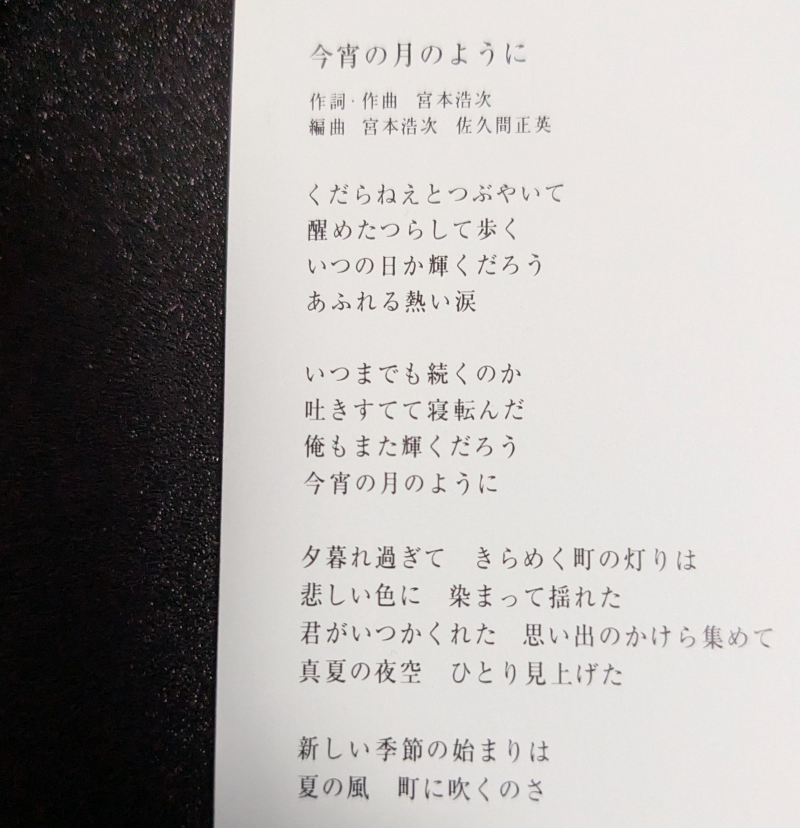 今宵の月のように
作詞・作曲　宮本浩次
編曲　宮本浩次　佐久間正英
くだらねえとつぶやいて
醒めたつらして歩く
いつの日か輝くだろう
あふれる熱い涙
いつまでも続くのか
吐きすてて寝転んだ
俺もまた輝くだろう
今宵の月のように
夕暮れ過ぎて　きらめく町の灯りは
悲しい色に　染まって揺れた
君がいつかくれた　思い出のかけら集めて
真夏の夜空　ひとり見上げた
新しい季節の始まりは
夏の風　町に吹くのさ